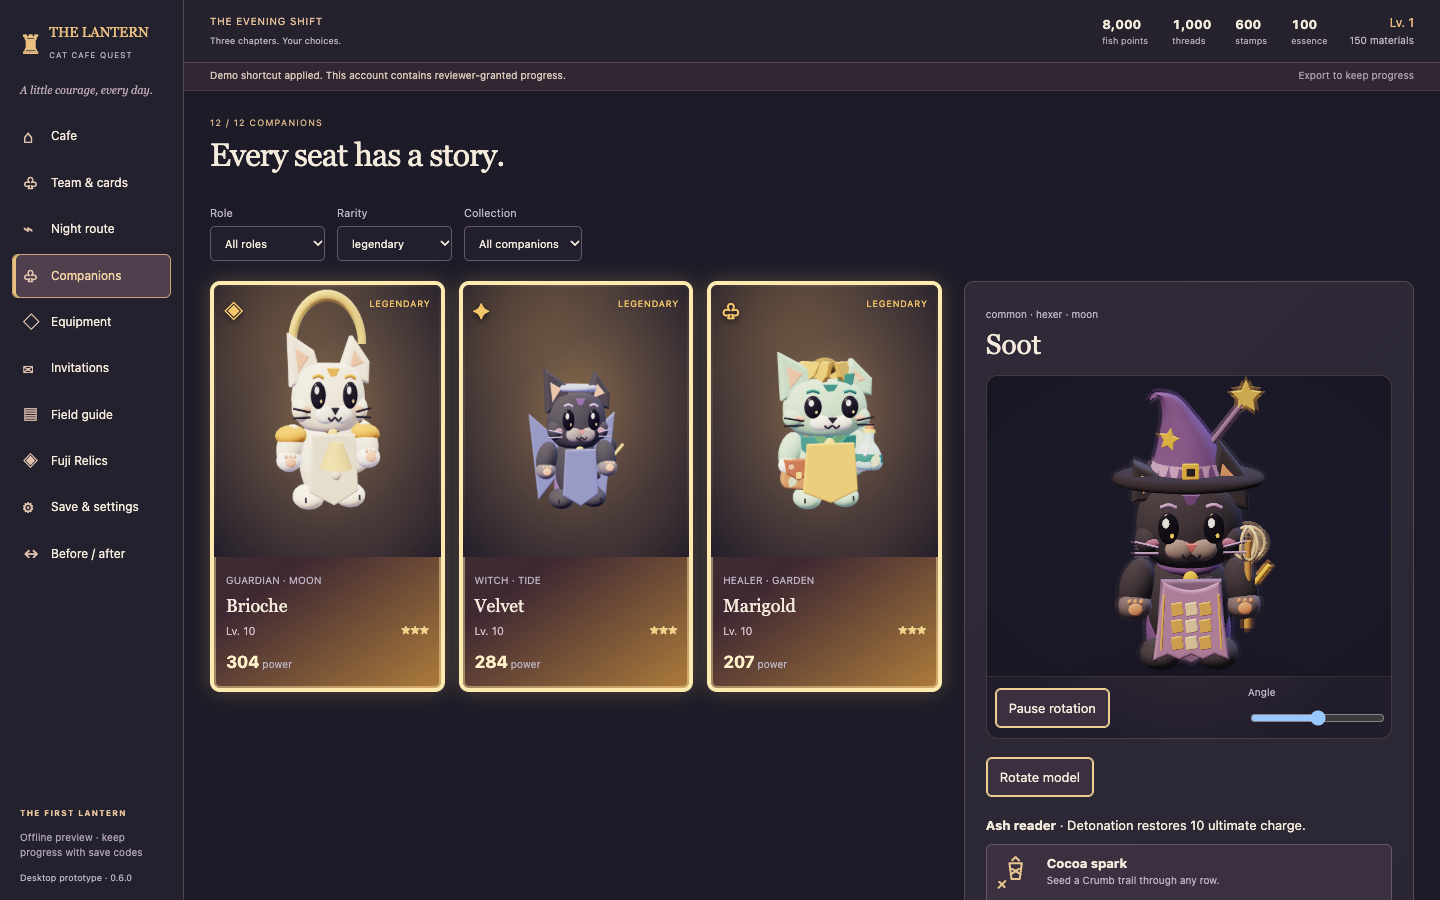 THE LANTERN
CAT CAFE QUEST
A little courage, every day.
Cafe
Team & cards
Night route
Companions
Equipment
Invitations
Field guide
Fuji Relics
Save & settings
Before / after
THE FIRST LANTERN
Offline preview · keep
progress with save codes
Desktop prototype · 0.6.0
THE EVENING SHIFT
Three chapters. Your choices.
8,000
fish points
1,000
threads
600
stamps
100
essence
Lv. 1
150 materials
Demo shortcut applied. This account contains reviewer-granted progress.
Export to keep progress
12 / 12 COMPANIONS
Every seat has a story.
Role
Rarity
Collection
All roles
legendary
All companions
LEGENDARY
GUARDIAN · MOON
Brioche
Lv. 10
304 power
LEGENDARY
WITCH · TIDE
Velvet
Lv. 10
284 power
LEGENDARY
HEALER · GARDEN
Marigold
Lv. 10
207 power
common · hexer · moon
Soot
Pause rotation
Angle
Rotate model
Ash reader · Detonation restores 10 ultimate charge.
Cocoa spark
Seed a Crumb trail through any row.